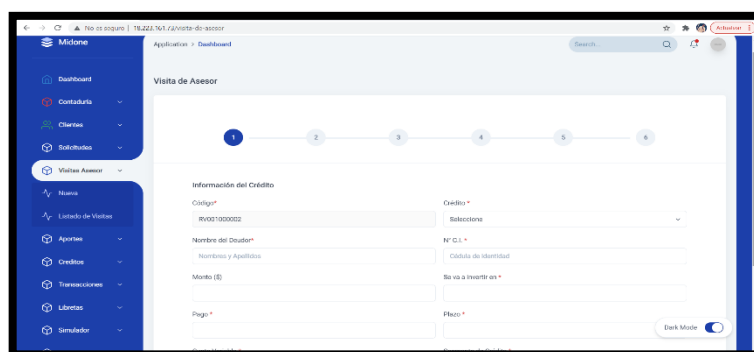 No es seguro | 18.223.161.73/visita-de-asesor
Actualizar
Midone
Application > Dashboard
Search...
Dashboard
Visita de Asesor
Contaduria
Clientes
1 2 3 4 5 6
Solicitudes
Visitas Asesor
Nueva
Información del Crédito
Código*
Crédito *
RV001000002
Selecciona
Listado de Visitas
Aportes
Nombre del Deudor*
N° C.I. *
Nombres y Apellidos
Cédula de Identidad
Creditos
Monto ($)
Se va a invertir en *
Transacciones
Libretas
Pago *
Plazo *
Dark Mode
Simulador